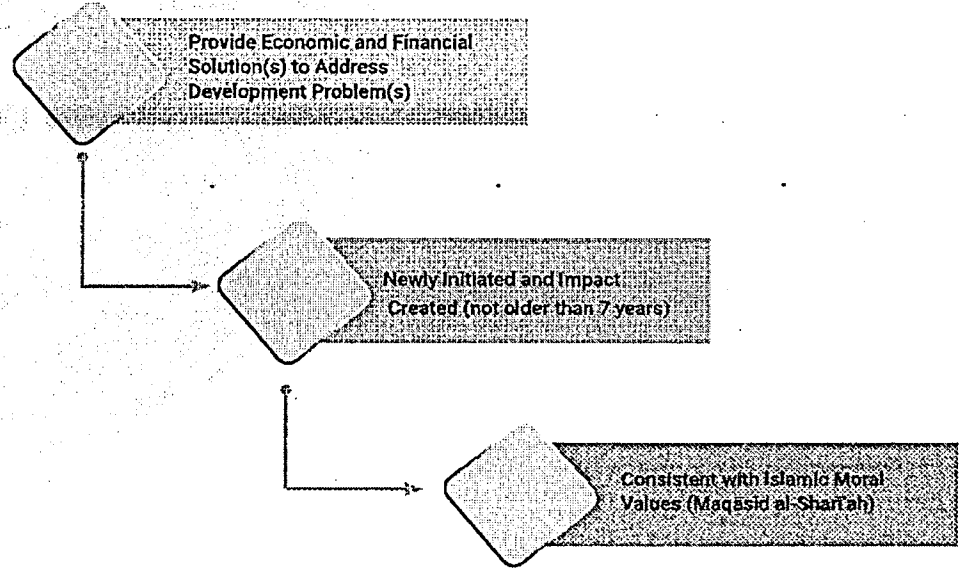 Provide Economic and Financial
Solution(s) to Address
Development Problem(s)
Newly Initiated and Impact
Created (not older than 7 years)
Consistent with Islamic Moral
Values (Maqasid al-Shari'ah)